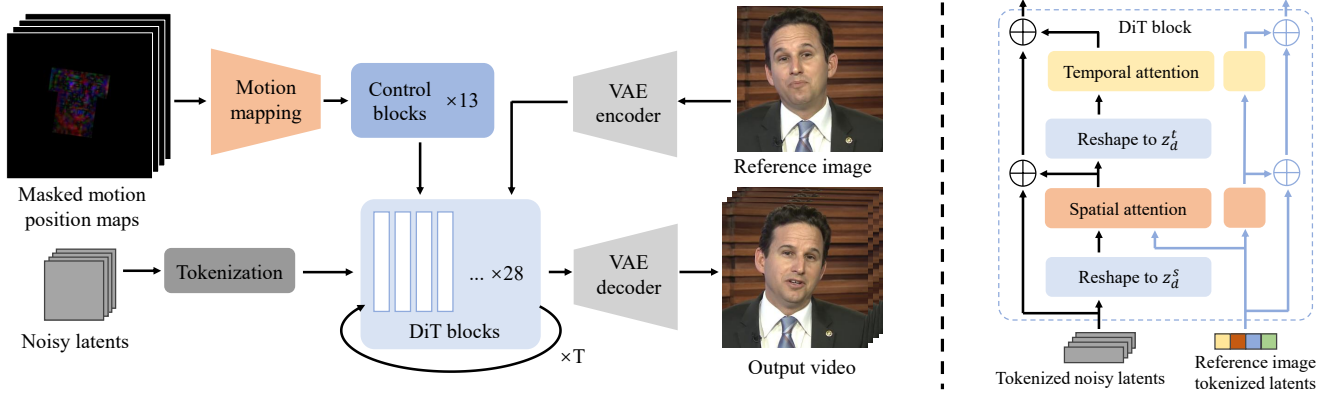 Motion
mapping
Control
blocks ×13
VAE
encoder
Reference image
Masked motion
position maps
Noisy latents
Tokenization
... ×28
DiT blocks
×T
VAE
decoder
Output video
DiT block
Temporal attention
Reshape to z_d^t
Spatial attention
Reshape to z_d^s
Tokenized noisy latents
Reference image
tokenized latents